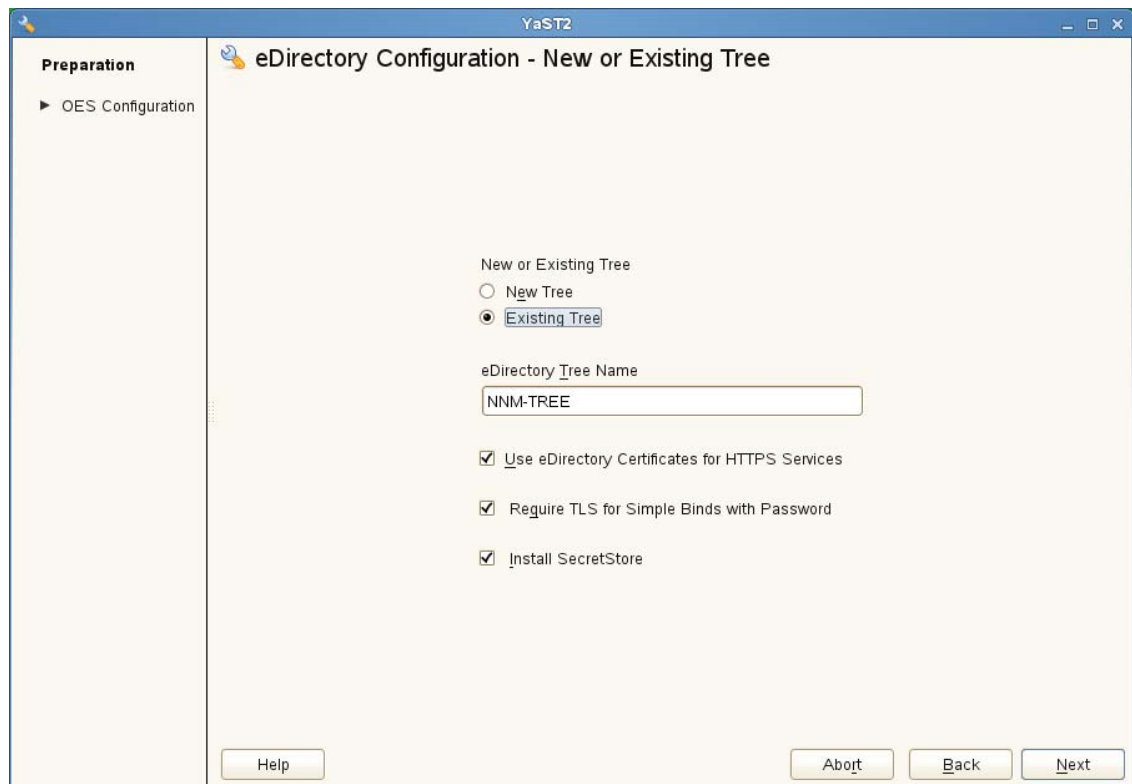 YaST2
Preparation
OES Configuration
eDirectory Configuration - New or Existing Tree
New or Existing Tree
New Tree
Existing Tree
eDirectory Tree Name
NNM-TREE
Use eDirectory Certificates for HTTPS Services
Require TLS for Simple Binds with Password
Install SecretStore
Help
Abort
Back
Next